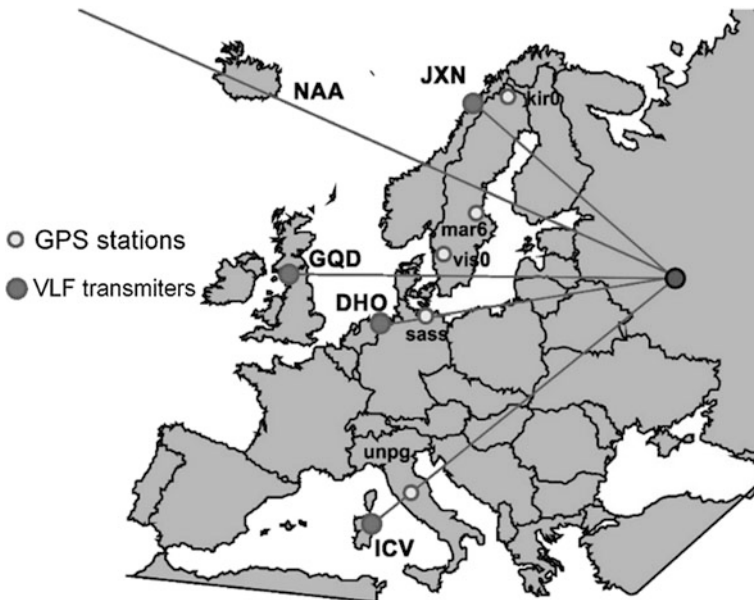 JXN
NAA
kir0
mar6
GPS stations
GQD
vis0
VLF transmiters
DHO
sass
unpg
ICV